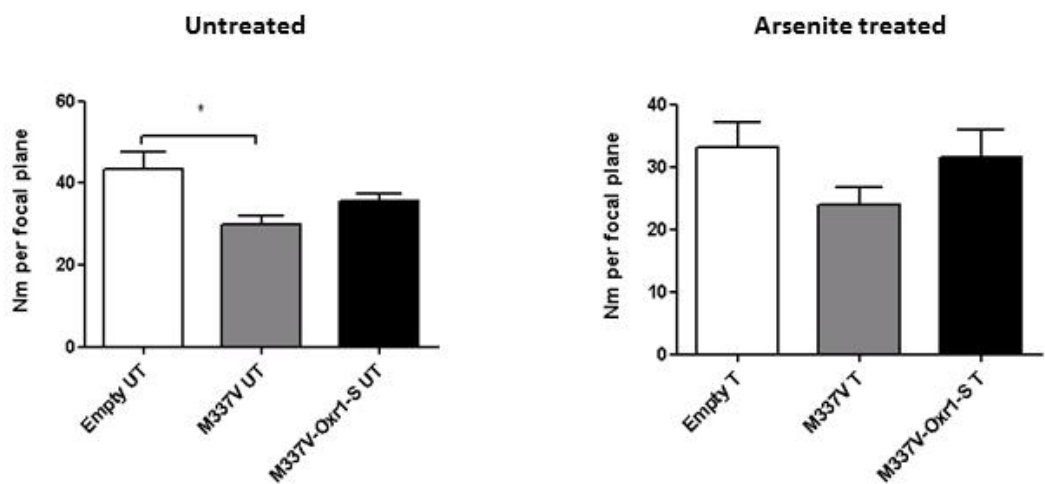 Untreated
Nm per focal plane
60
40
20
0
*
Empty UT
M337V UT
M337V-Oxr1-S UT
Arsenite treated
Nm per focal plane
40
30
20
10
0
Empty T
M337V T
M337V-Oxr1-S T